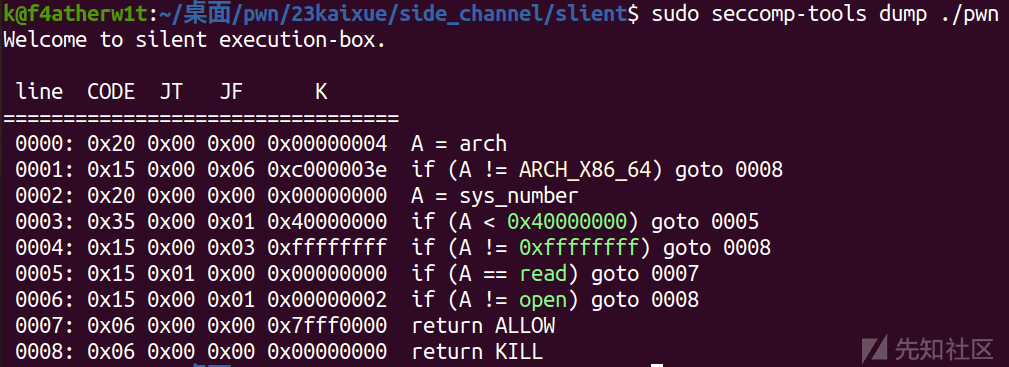 k@f4atherw1t:~/桌面/pwn/23kaixue/side_channel/slient$ sudo seccomp-tools dump ./pwn
Welcome to silent execution-box.
line  CODE  JT   JF      K
=================================
0000: 0x20 0x00 0x00 0x00000004  A = arch
0001: 0x15 0x00 0x06 0xc000003e  if (A != ARCH_X86_64) goto 0008
0002: 0x20 0x00 0x00 0x00000000  A = sys_number
0003: 0x35 0x00 0x01 0x40000000  if (A < 0x40000000) goto 0005
0004: 0x15 0x00 0x03 0xffffffff  if (A != 0xffffffff) goto 0008
0005: 0x15 0x01 0x00 0x00000000  if (A == read) goto 0007
0006: 0x15 0x00 0x01 0x00000002  if (A != open) goto 0008
0007: 0x06 0x00 0x00 0x7fff0000  return ALLOW
0008: 0x06 0x00 0x00 0x00000000  return KILL
先知社区